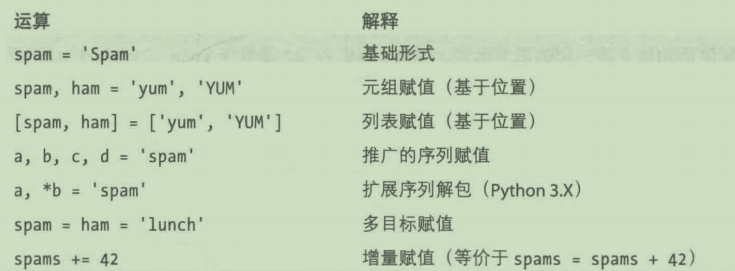 运算 解释
spam = 'Spam' 基础形式
spam, ham = 'yum', 'YUM' 元组赋值（基于位置）
[spam, ham] = ['yum', 'YUM'] 列表赋值（基于位置）
a, b, c, d = 'spam' 推广的序列赋值
a, *b = 'spam' 扩展序列解包（Python 3.X）
spam = ham = 'lunch' 多目标赋值
spams += 42 增量赋值（等价于 spams = spams + 42）